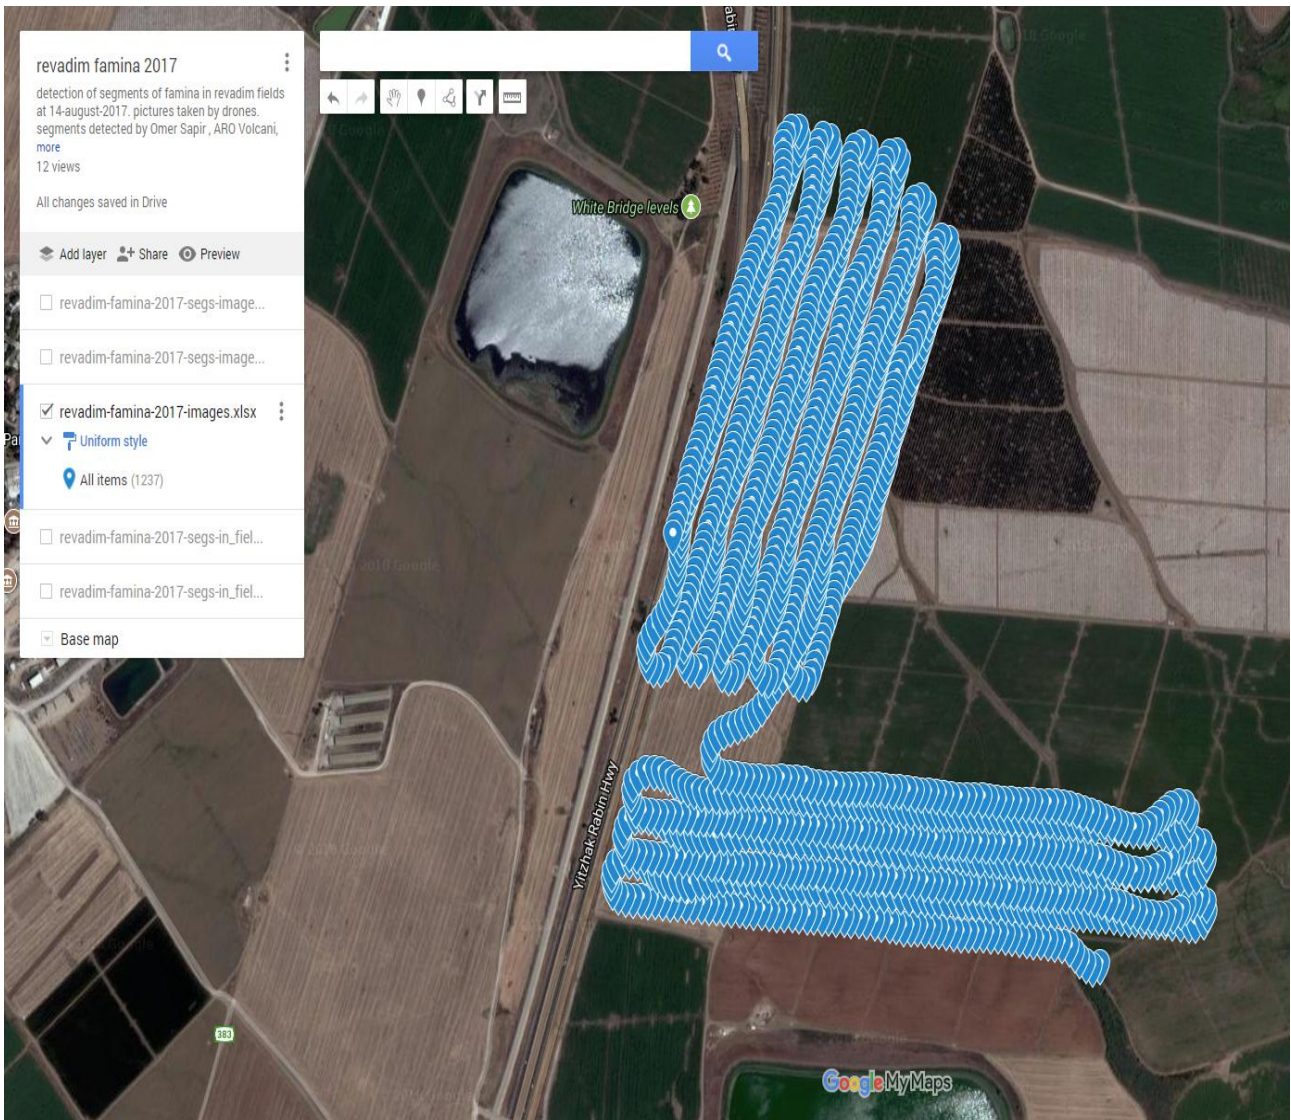 revadim famina 2017
detection of segments of famina in revadim fields
at 14-august-2017. pictures taken by drones.
segments detected by Omer Sapir , ARO Volcani,
more
12 views
All changes saved in Drive
Add layer Share Preview
revadim-famina-2017-segs-image...
revadim-famina-2017-segs-image...
revadim-famina-2017-images.xlsx
Uniform style
All items (1237)
revadim-famina-2017-segs-in_fiel...
revadim-famina-2017-segs-in_fiel...
Base map
White Bridge levels
Yitzhak Rabin Hwy
383
Google My Maps